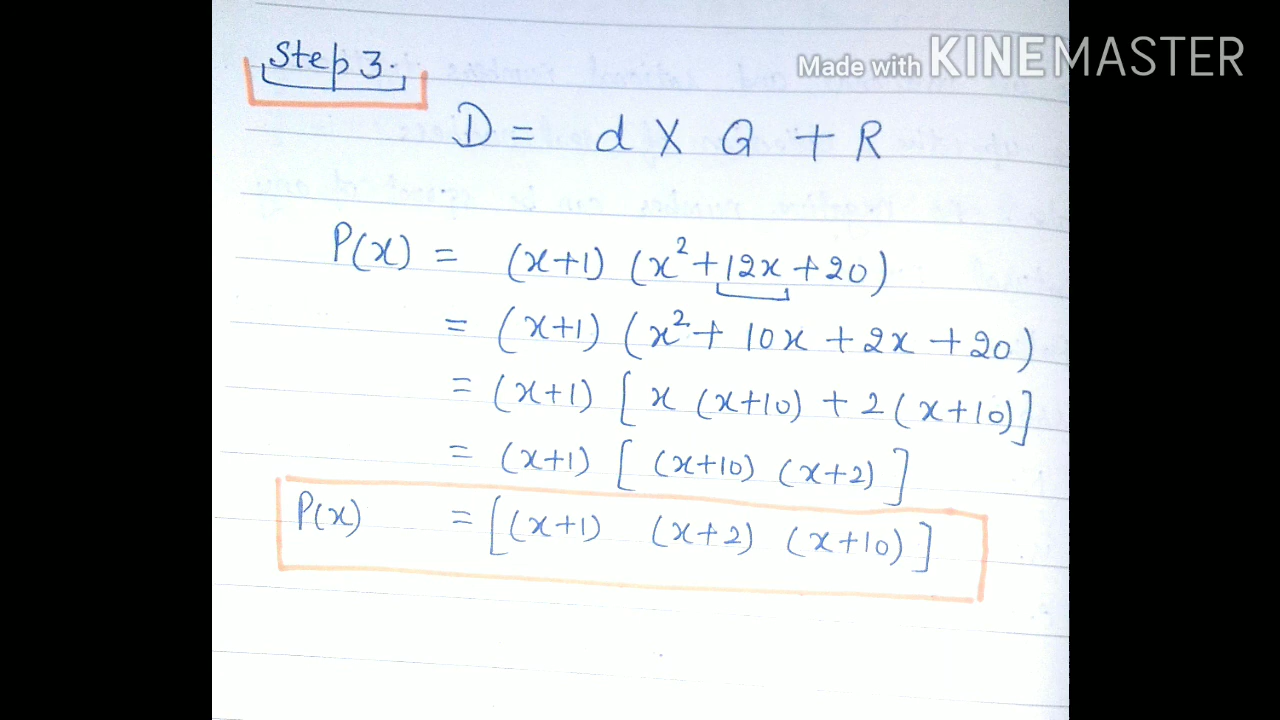 Step 3.
Made with KINEMASTER
D = d X Q + R
P(x) = (x+1) (x²+12x+20)
= (x+1) (x²+ 10x + 2x + 20)
= (x+1) [ x (x+10) + 2 (x+10)]
= (x+1) [ (x+10) (x+2) ]
P(x) = [(x+1) (x+2) (x+10)]